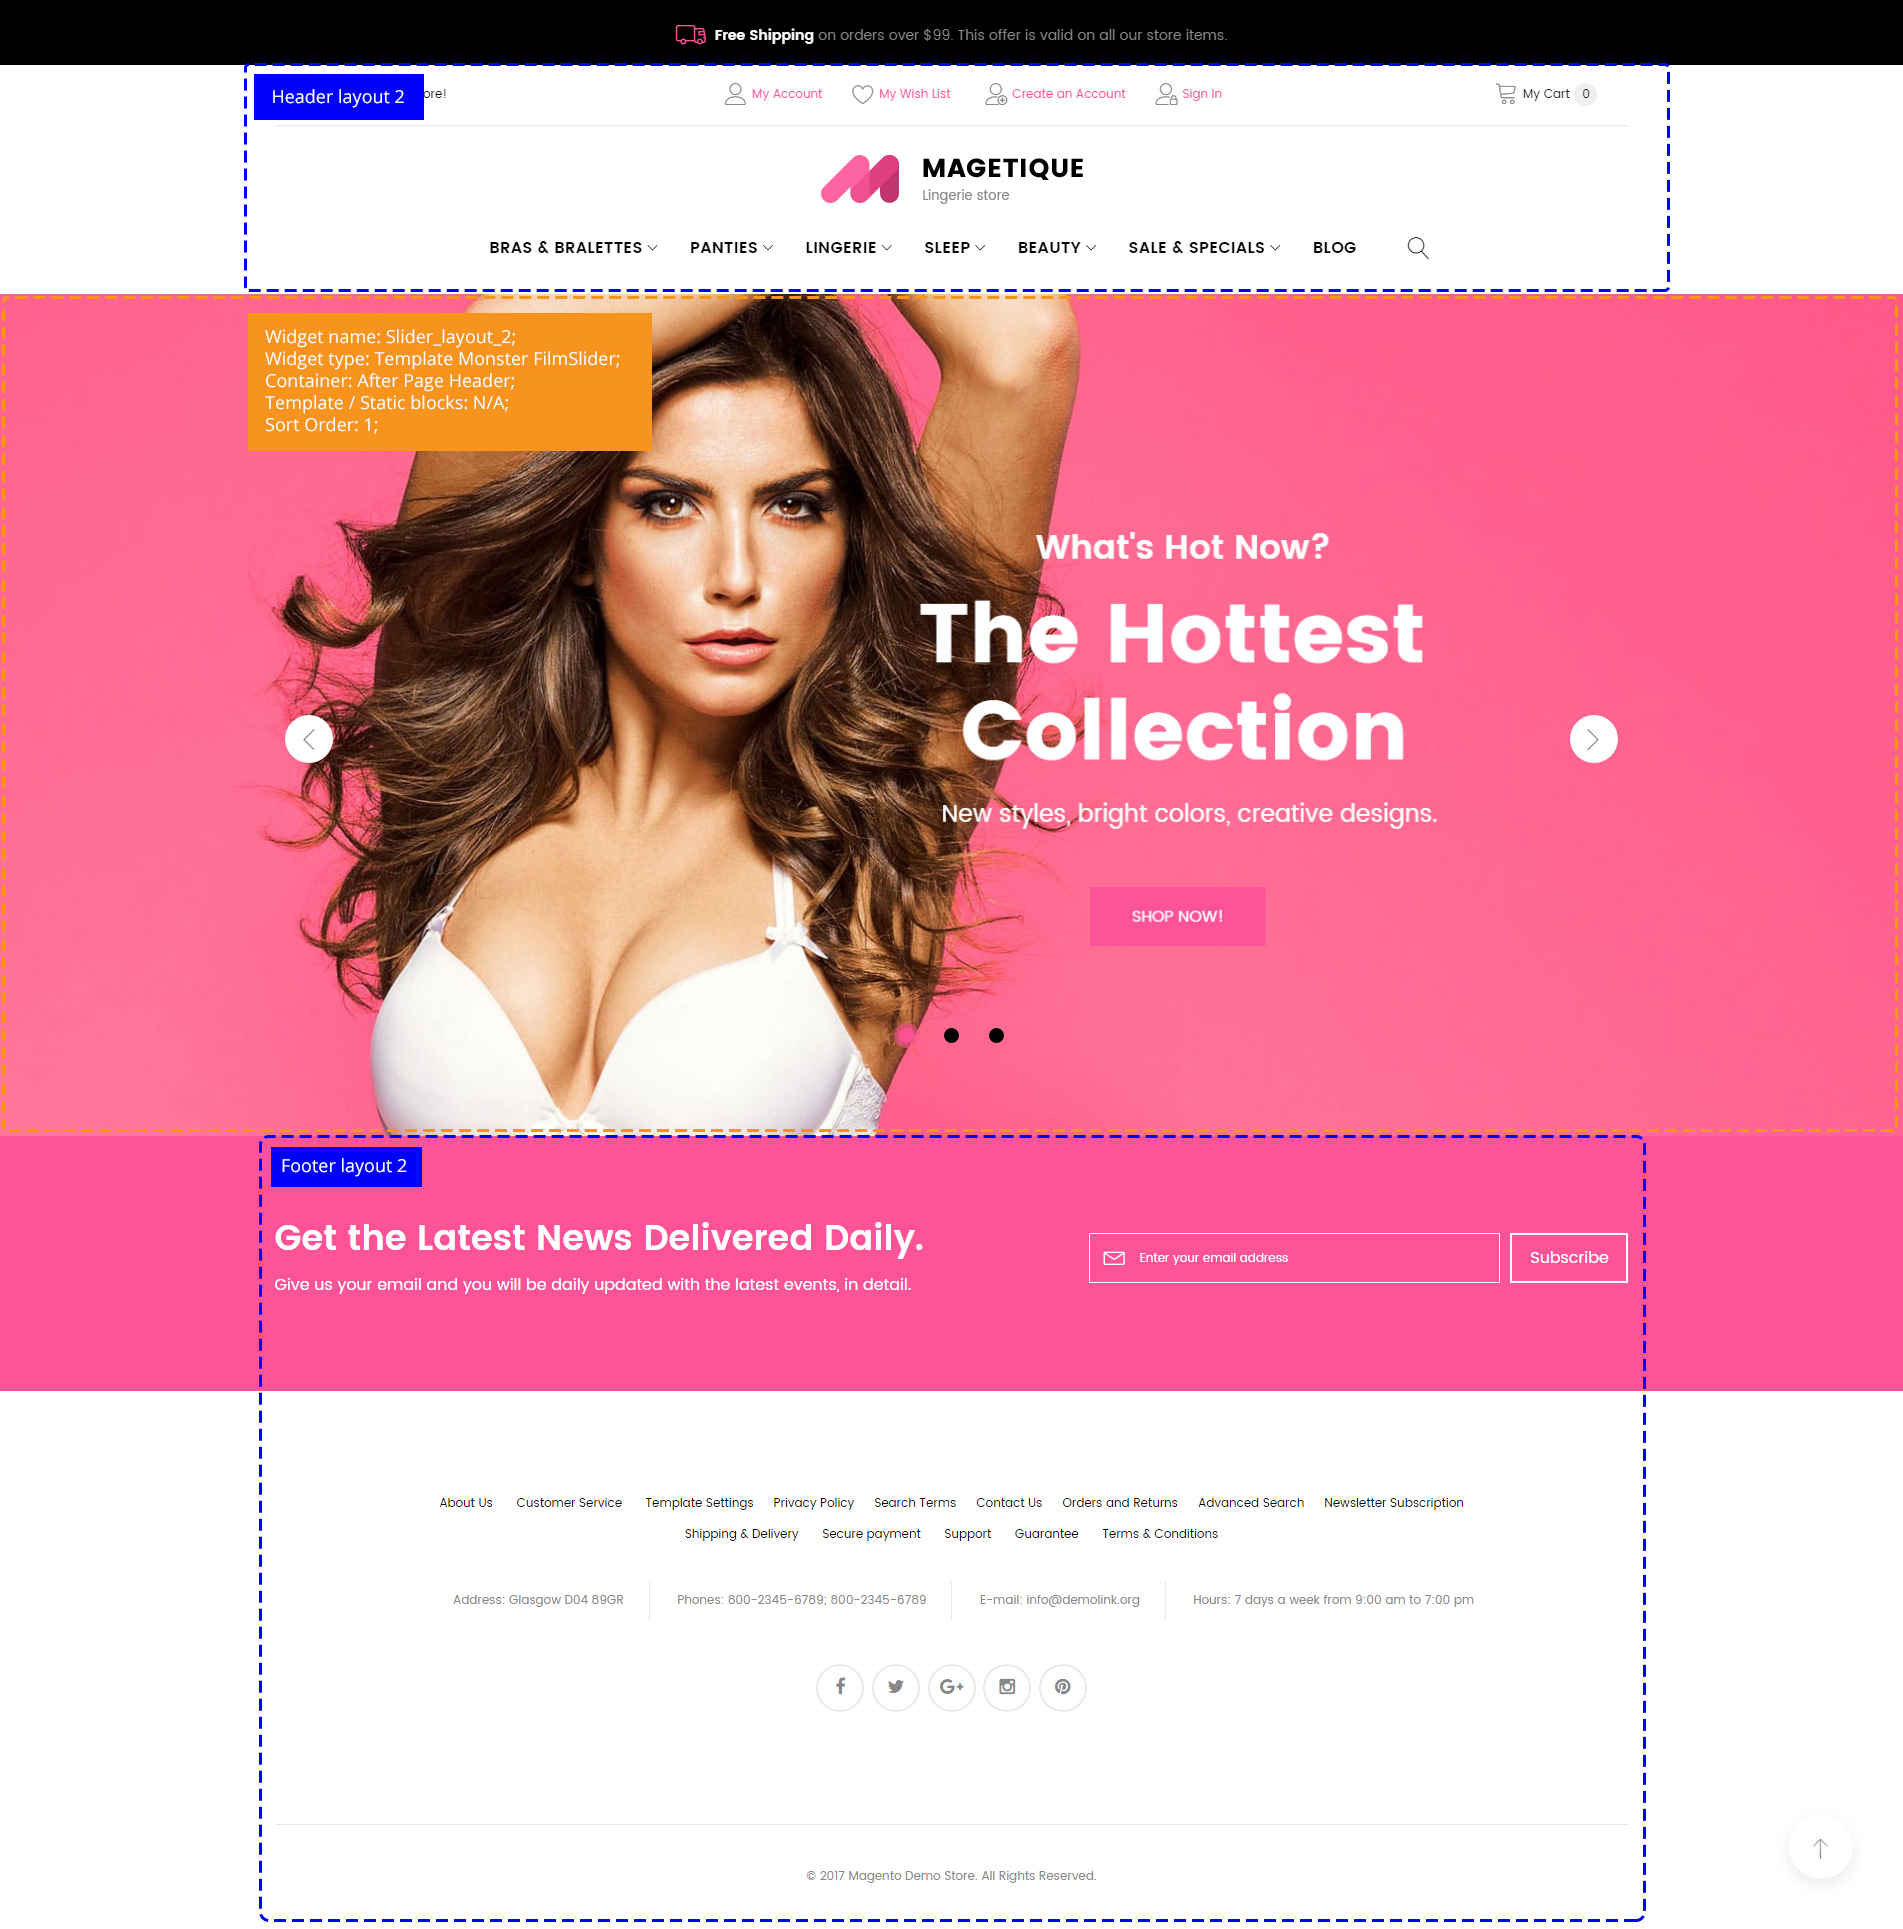 Free Shipping on orders over $99. This offer is valid on all our store items.
Header layout 2
ore!
My Account
My Wish List
Create an Account
Sign In
My Cart 0
MAGETIQUE
Lingerie store
BRAS & BRALETTES
PANTIES
LINGERIE
SLEEP
BEAUTY
SALE & SPECIALS
BLOG
Widget name: Slider_layout_2;
Widget type: Template Monster FilmSlider;
Container: After Page Header;
Template / Static blocks: N/A;
Sort Order: 1;
What's Hot Now?
The Hottest
Collection
New styles, bright colors, creative designs.
SHOP NOW!
Footer layout 2
Get the Latest News Delivered Daily.
Give us your email and you will be daily updated with the latest events, in detail.
Enter your email address
Subscribe
About Us Customer Service Template Settings Privacy Policy Search Terms Contact Us Orders and Returns Advanced Search Newsletter Subscription
Shipping & Delivery Secure payment Support Guarantee Terms & Conditions
Address: Glasgow D04 89GR
Phones: 800-2345-6789; 800-2345-6789
E-mail: info@demolink.org
Hours: 7 days a week from 9:00 am to 7:00 pm
© 2017 Magento Demo Store. All Rights Reserved.